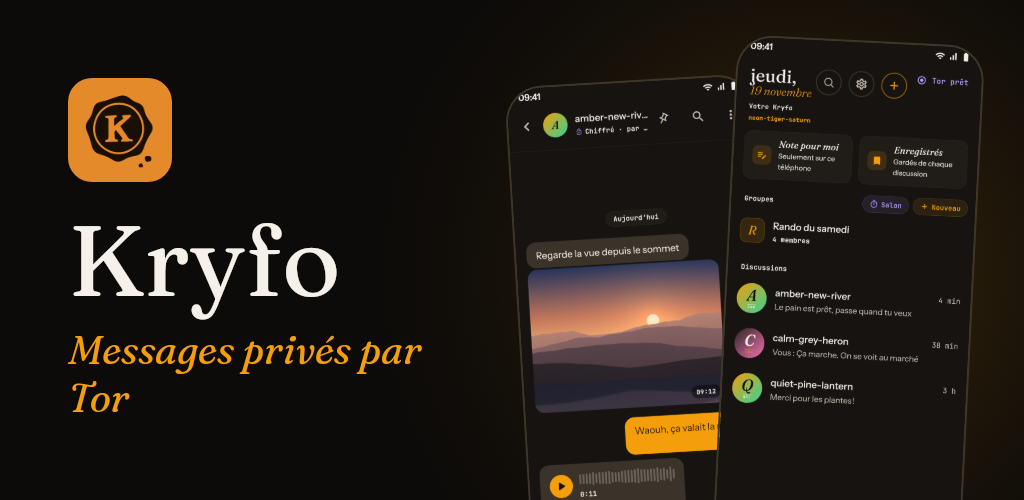 K
Kryfo
Messages privés par
Tor
09:41
A
amber-new-riv…
Chiffré · par …
Aujourd'hui
Regarde la vue depuis le sommet
09:12
Waouh, ça valait la
0:11
09:41
jeudi,
19 novembre
Tor prêt
Votre Kryfo
neon-tiger-saturn
Note pour moi
Seulement sur ce
téléphone
Enregistrés
Gardés de chaque
discussion
Groupes
Salon
+ Nouveau
R
Rando du samedi
4 membres
Discussions
A
amber-new-river
4 min
Le pain est prêt, passe quand tu veux
C
calm-grey-heron
38 min
Vous : Ça marche. On se voit au marché
Q
quiet-pine-lantern
3 h
Merci pour les plantes !